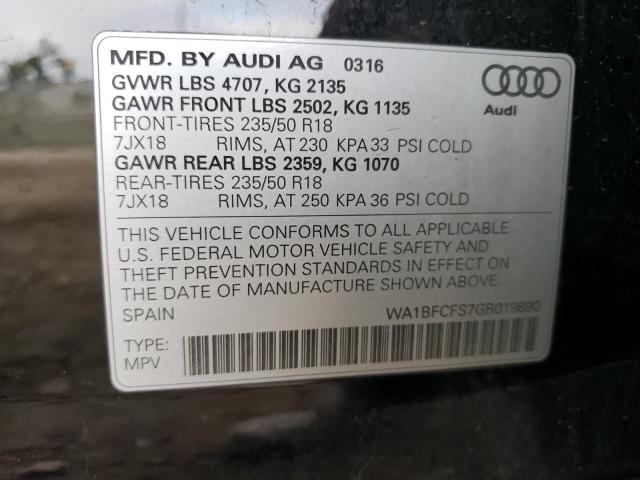 MFD. BY AUDI AG 0316
GVWR LBS 4707, KG 2135
GAWR FRONT LBS 2502, KG 1135
FRONT-TIRES 235/50 R18
7JX18 RIMS, AT 230 KPA 33 PSI COLD
GAWR REAR LBS 2359, KG 1070
REAR-TIRES 235/50 R18
7JX18 RIMS, AT 250 KPA 36 PSI COLD
Audi
THIS VEHICLE CONFORMS TO ALL APPLICABLE
U.S. FEDERAL MOTOR VEHICLE SAFETY AND
THEFT PREVENTION STANDARDS IN EFFECT ON
THE DATE OF MANUFACTURE SHOWN ABOVE.
SPAIN WA1BFCFS7GR019890
TYPE:
MPV